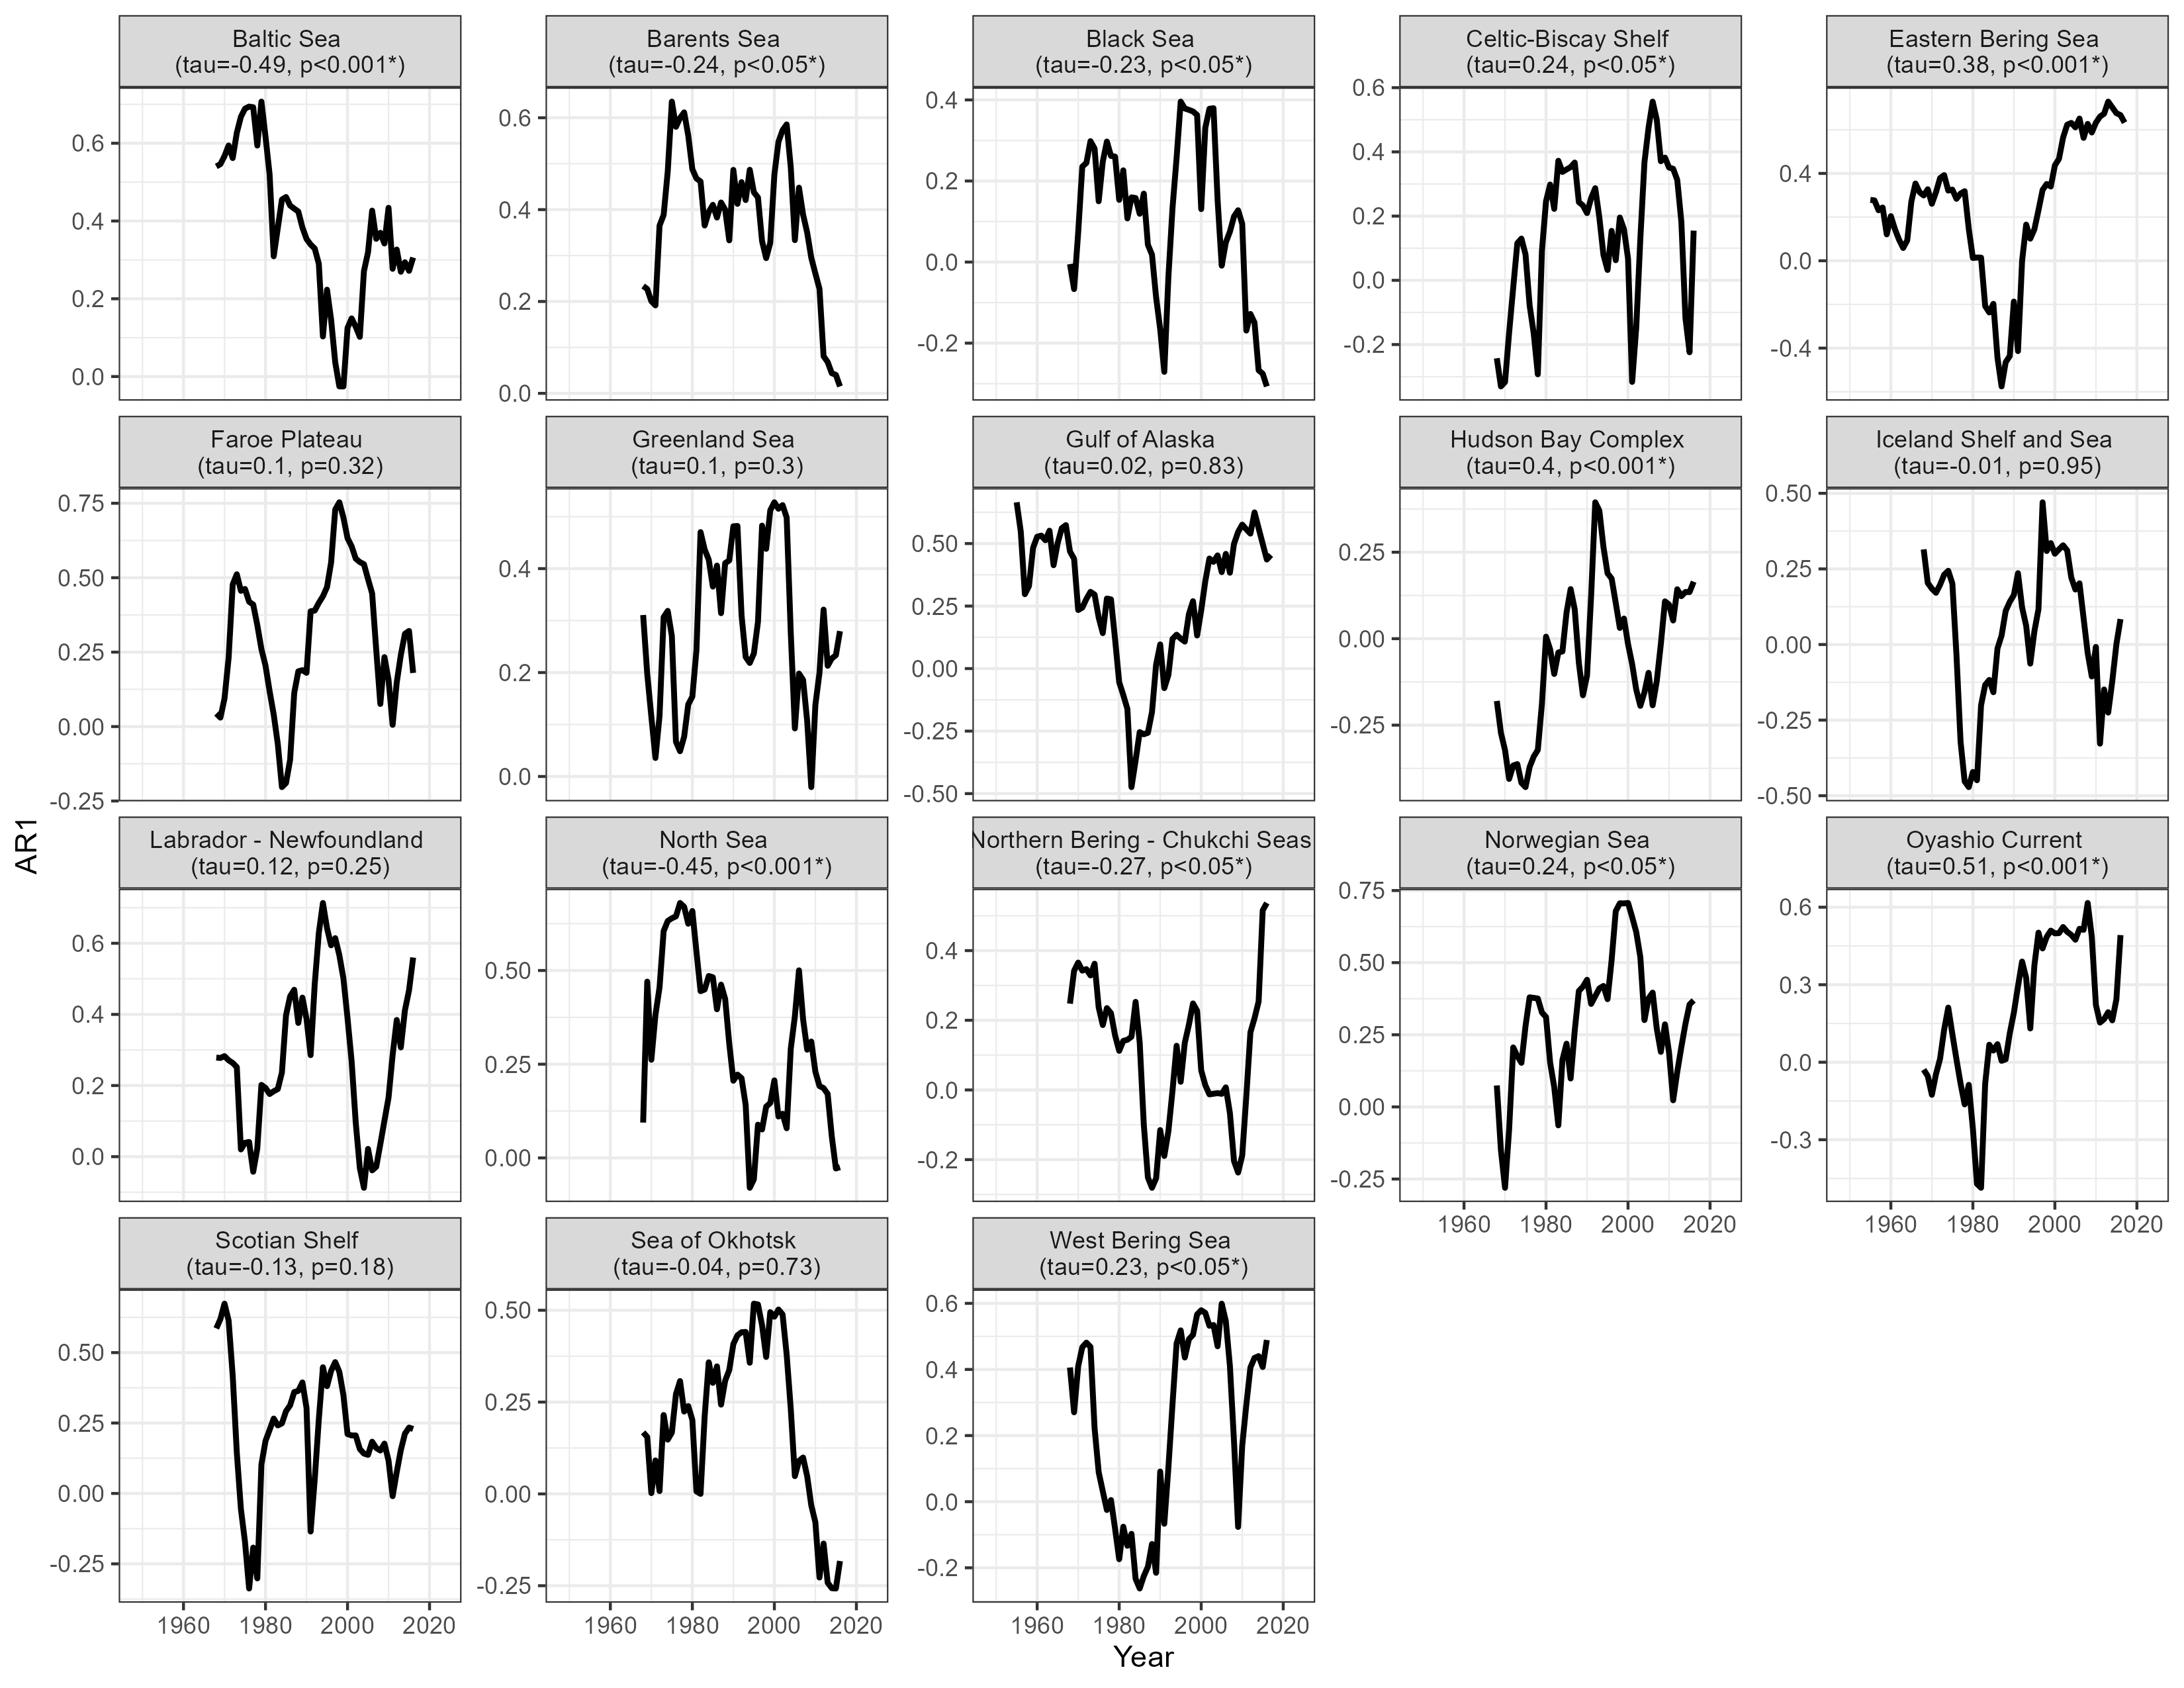 Baltic Sea
(tau=-0.49, p<0.001*)
Barents Sea
(tau=-0.24, p<0.05*)
Black Sea
(tau=-0.23, p<0.05*)
Celtic-Biscay Shelf
(tau=0.24, p<0.05*)
Eastern Bering Sea
(tau=0.38, p<0.001*)
0.6
0.4
0.2
0.0
0.6
0.4
0.2
0.0
0.4
0.2
0.0
-0.2
0.6
0.4
0.2
0.0
-0.2
0.4
0.0
-0.4
Faroe Plateau
(tau=0.1, p=0.32)
Greenland Sea
(tau=0.1, p=0.3)
Gulf of Alaska
(tau=0.02, p=0.83)
Hudson Bay Complex
(tau=0.4, p<0.001*)
Iceland Shelf and Sea
(tau=-0.01, p=0.95)
0.75
0.50
0.25
0.00
-0.25
0.4
0.2
0.0
0.50
0.25
0.00
-0.25
-0.50
0.25
0.00
-0.25
0.50
0.25
0.00
-0.25
-0.50
AR1
Labrador - Newfoundland
(tau=0.12, p=0.25)
North Sea
(tau=-0.45, p<0.001*)
Northern Bering - Chukchi Seas
(tau=-0.27, p<0.05*)
Norwegian Sea
(tau=0.24, p<0.05*)
Oyashio Current
(tau=0.51, p<0.001*)
0.6
0.4
0.2
0.0
0.50
0.25
0.00
0.4
0.2
0.0
-0.2
0.75
0.50
0.25
0.00
-0.25
0.6
0.3
0.0
-0.3
1960 1980 2000 2020
1960 1980 2000 2020
Scotian Shelf
(tau=-0.13, p=0.18)
Sea of Okhotsk
(tau=-0.04, p=0.73)
West Bering Sea
(tau=0.23, p<0.05*)
0.50
0.25
0.00
-0.25
0.50
0.25
0.00
-0.25
0.6
0.4
0.2
0.0
-0.2
1960 1980 2000 2020
1960 1980 2000 2020
1960 1980 2000 2020
Year